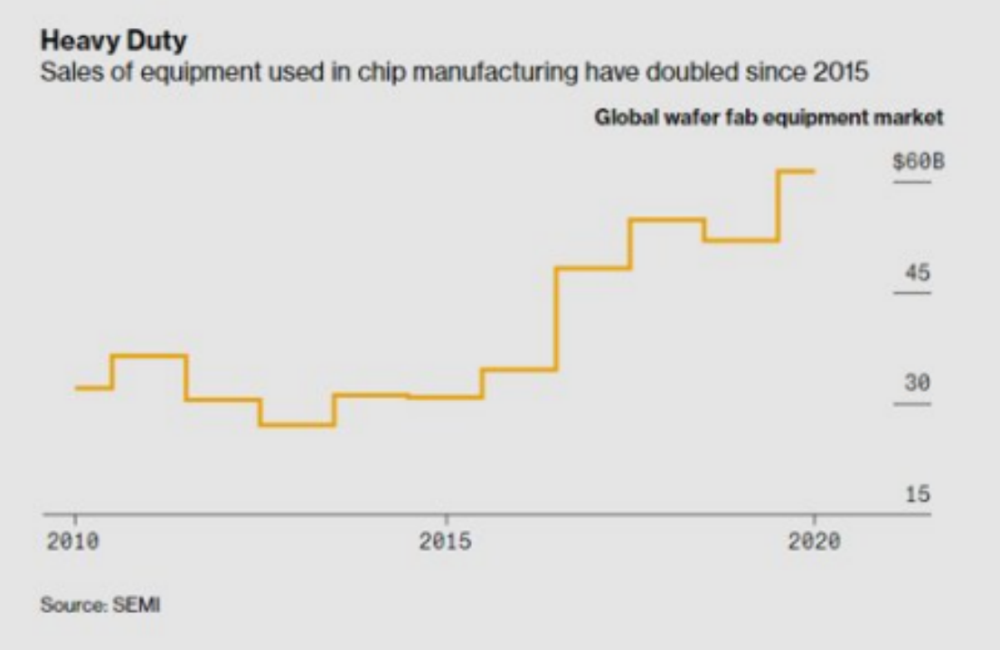 Heavy Duty
Sales of equipment used in chip manufacturing have doubled since 2015
Global wafer fab equipment market
$60B
45
30
15
2010 2015 2020
Source: SEMI